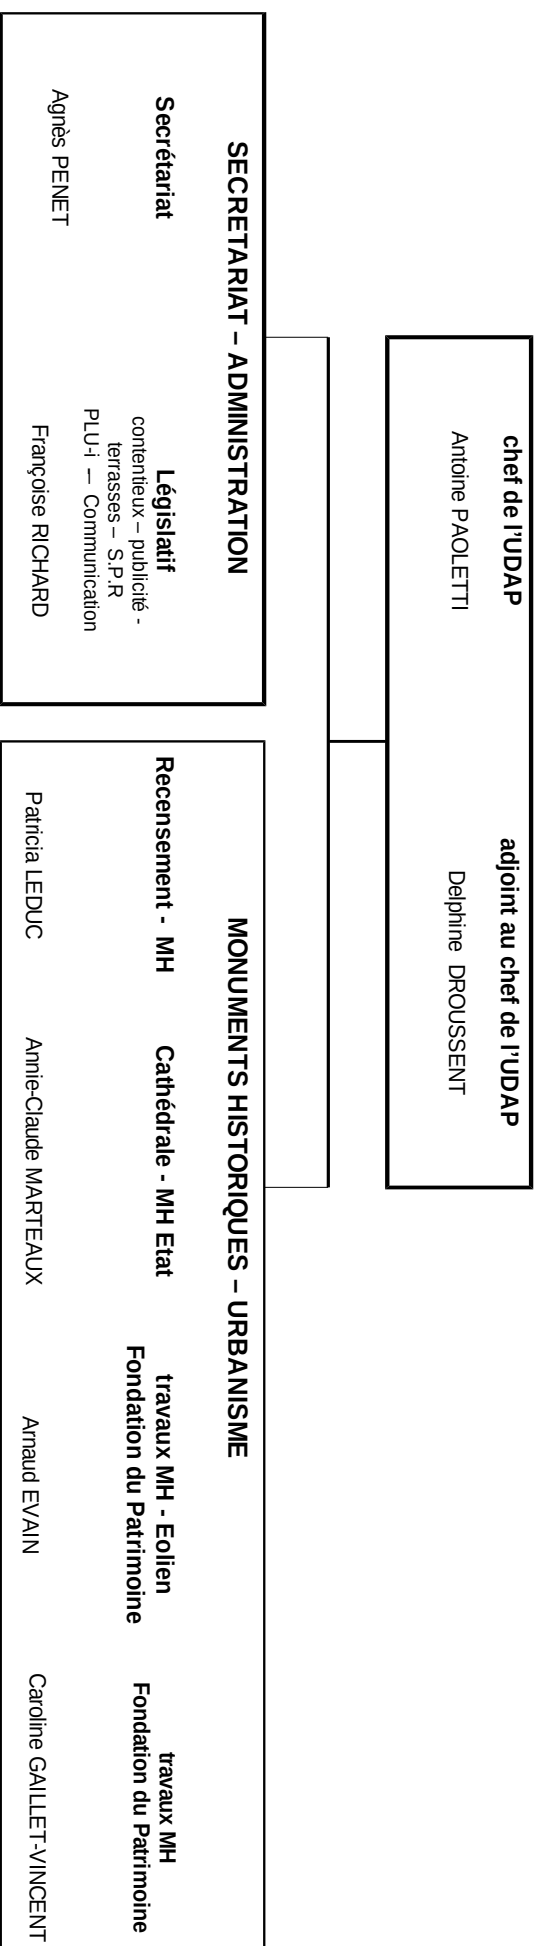 chef de l'UDAP
Antoine PAOLETTI
adjoint au chef de l'UDAP
Delphine DROUSSENT
SECRETARIAT – ADMINISTRATION
Secrétariat
Agnès PENET
Législatif
contentieux – publicité -
terrasses – S.P.R
PLU-i — Communication
Françoise RICHARD
MONUMENTS HISTORIQUES – URBANISME
Recensement - MH
Patricia LEDUC
Cathédrale - MH Etat
Annie-Claude MARTEAUX
travaux MH - Eolien
Fondation du Patrimoine
Arnaud EVAIN
travaux MH
Fondation du Patrimoine
Caroline GAILLET-VINCENT